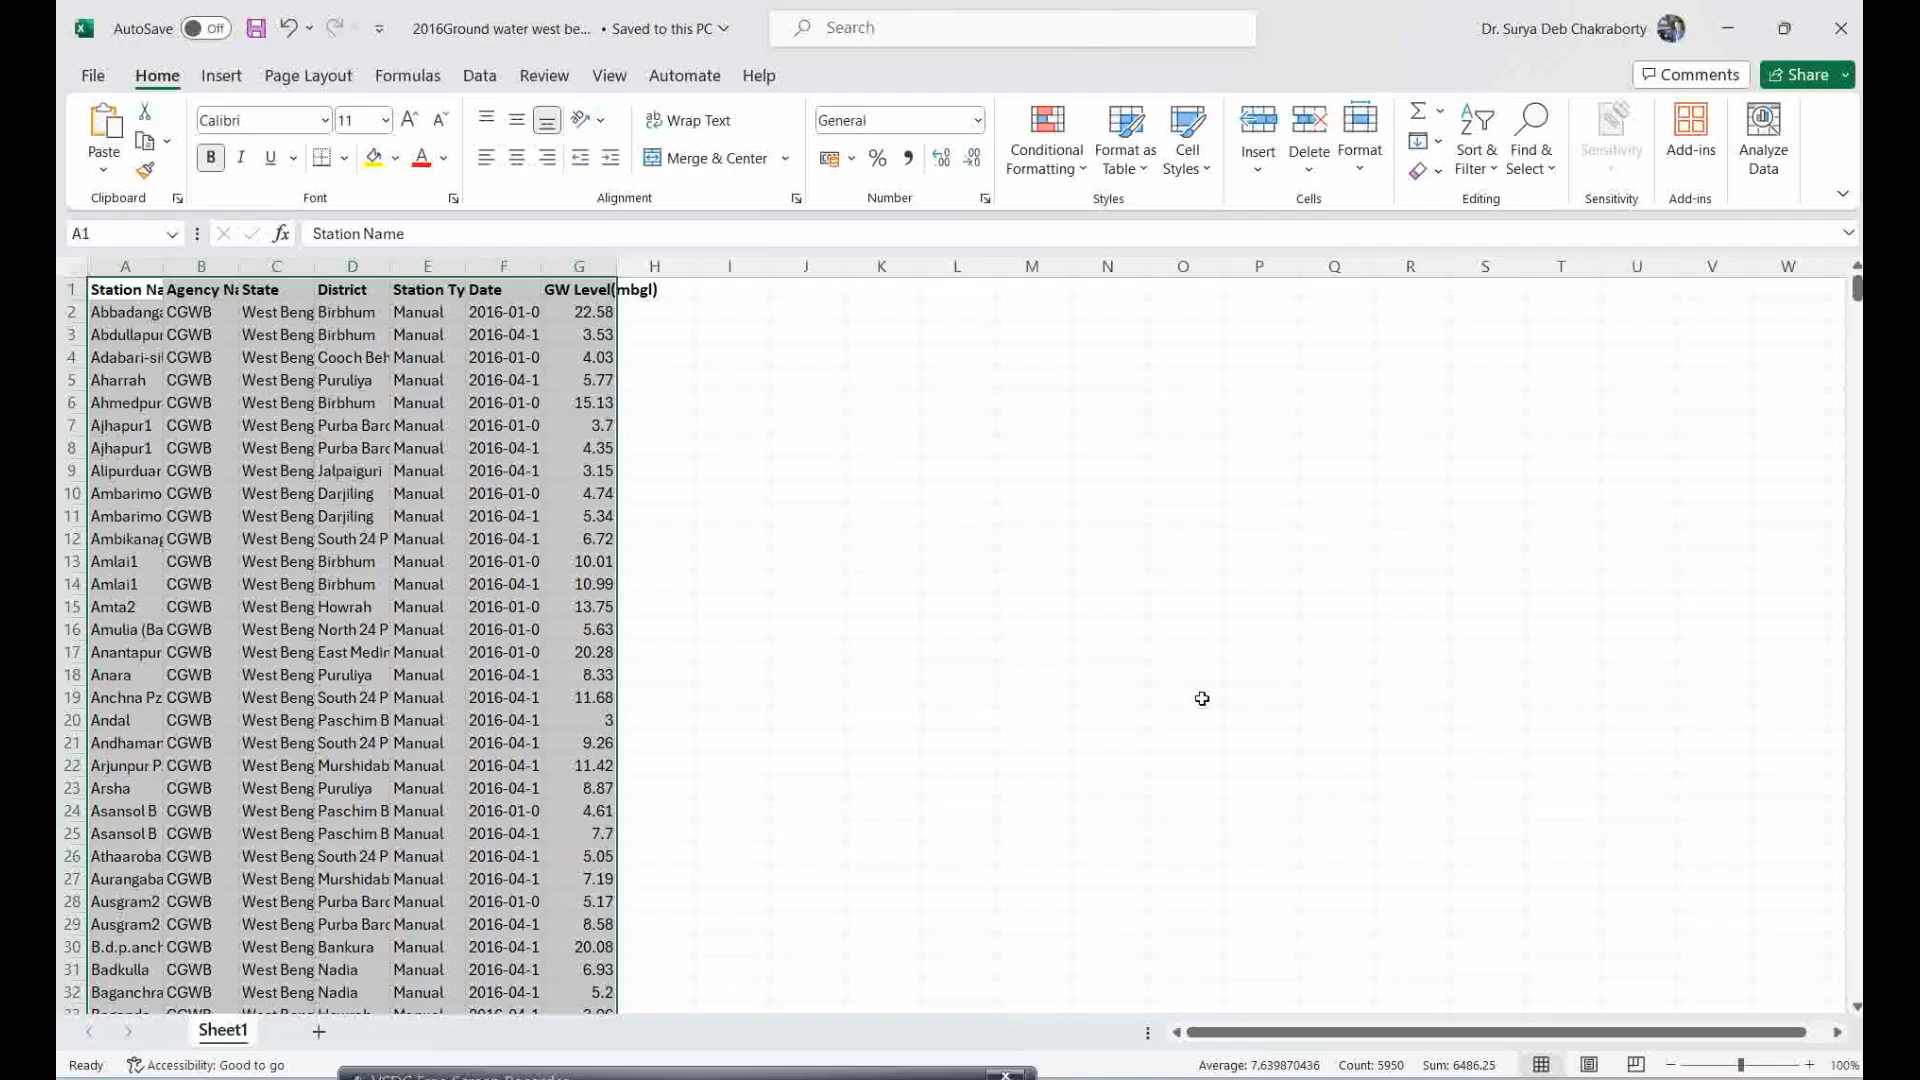 AutoSave Off 2016Ground water west be... • Saved to this PC Search Dr. Surya Deb Chakraborty
File Home Insert Page Layout Formulas Data Review View Automate Help Comments Share
Paste Calibri 11 Wrap Text General Conditional Formatting Format as Table Cell Styles Insert Delete Format Sort & Filter Find & Select Sensitivity Add-ins Analyze Data
B I U A Merge & Center %
Clipboard Font Alignment Number Styles Cells Editing Sensitivity Add-ins
A1 fx Station Name
A B C D E F G H I J K L M N O P Q R S T U V W
1 Station Na Agency Na State District Station Ty Date GW Level(mbgl)
2 Abbadanga CGWB West Beng Birbhum Manual 2016-01-0 22.58
3 Abdullapur CGWB West Beng Birbhum Manual 2016-04-1 3.53
4 Adabari-sil CGWB West Beng Cooch Beh Manual 2016-01-0 4.03
5 Aharrah CGWB West Beng Puruliya Manual 2016-04-1 5.77
6 Ahmedpur CGWB West Beng Birbhum Manual 2016-01-0 15.13
7 Ajhapur1 CGWB West Beng Purba Bard Manual 2016-01-0 3.7
8 Ajhapur1 CGWB West Beng Purba Bard Manual 2016-04-1 4.35
9 Alipurduar CGWB West Beng Jalpaiguri Manual 2016-04-1 3.15
10 Ambarimo CGWB West Beng Darjiling Manual 2016-01-0 4.74
11 Ambarimo CGWB West Beng Darjiling Manual 2016-04-1 5.34
12 Ambikanag CGWB West Beng South 24 P Manual 2016-04-1 6.72
13 Amlai1 CGWB West Beng Birbhum Manual 2016-01-0 10.01
14 Amlai1 CGWB West Beng Birbhum Manual 2016-04-1 10.99
15 Amta2 CGWB West Beng Howrah Manual 2016-01-0 13.75
16 Amulia (Ba CGWB West Beng North 24 P Manual 2016-01-0 5.63
17 Anantapur CGWB West Beng East Medin Manual 2016-01-0 20.28
18 Anara CGWB West Beng Puruliya Manual 2016-04-1 8.33
19 Anchna Pz CGWB West Beng South 24 P Manual 2016-04-1 11.68
20 Andal CGWB West Beng Paschim B Manual 2016-04-1 3
21 Andhamar CGWB West Beng South 24 P Manual 2016-04-1 9.26
22 Arjunpur P CGWB West Beng Murshidab Manual 2016-04-1 11.42
23 Arsha CGWB West Beng Puruliya Manual 2016-04-1 8.87
24 Asansol B CGWB West Beng Paschim B Manual 2016-01-0 4.61
25 Asansol B CGWB West Beng Paschim B Manual 2016-04-1 7.7
26 Athaaroba CGWB West Beng South 24 P Manual 2016-04-1 5.05
27 Aurangaba CGWB West Beng Murshidab Manual 2016-04-1 7.19
28 Ausgram2 CGWB West Beng Purba Bard Manual 2016-01-0 5.17
29 Ausgram2 CGWB West Beng Purba Bard Manual 2016-04-1 8.58
30 B.d.p.anch CGWB West Beng Bankura Manual 2016-04-1 20.08
31 Badkulla CGWB West Beng Nadia Manual 2016-04-1 6.93
32 Baganchra CGWB West Beng Nadia Manual 2016-04-1 5.2
Sheet1
Ready Accessibility: Good to go Average: 7.639870436 Count: 5950 Sum: 6486.25 100%